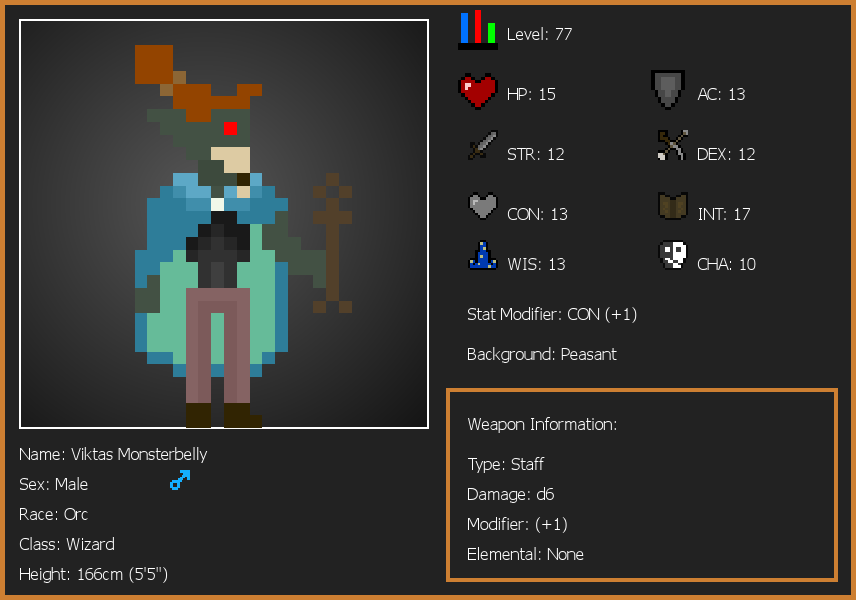 Level: 77
HP: 15
AC: 13
STR: 12
DEX: 12
CON: 13
INT: 17
WIS: 13
CHA: 10
Stat Modifier: CON (+1)
Background: Peasant
Weapon Information:
Type: Staff
Damage: d6
Modifier: (+1)
Elemental: None
Name: Viktas Monsterbelly
Sex: Male
Race: Orc
Class: Wizard
Height: 166cm (5'5")